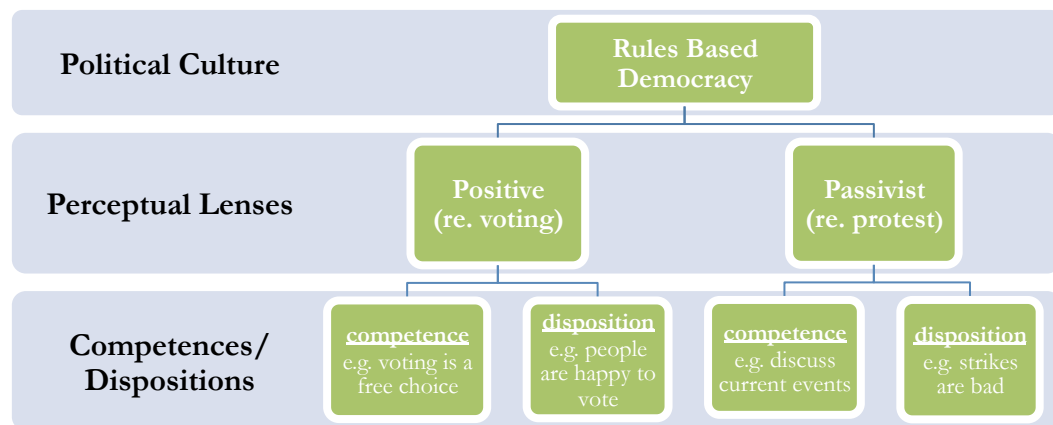 Political Culture
Rules Based
Democracy
Perceptual Lenses
Positive
(re. voting)
Passivist
(re. protest)
Competences/
Dispositions
competence
e.g. voting is a
free choice
disposition
e.g. people
are happy to
vote
competence
e.g. discuss
current events
disposition
e.g. strikes
are bad